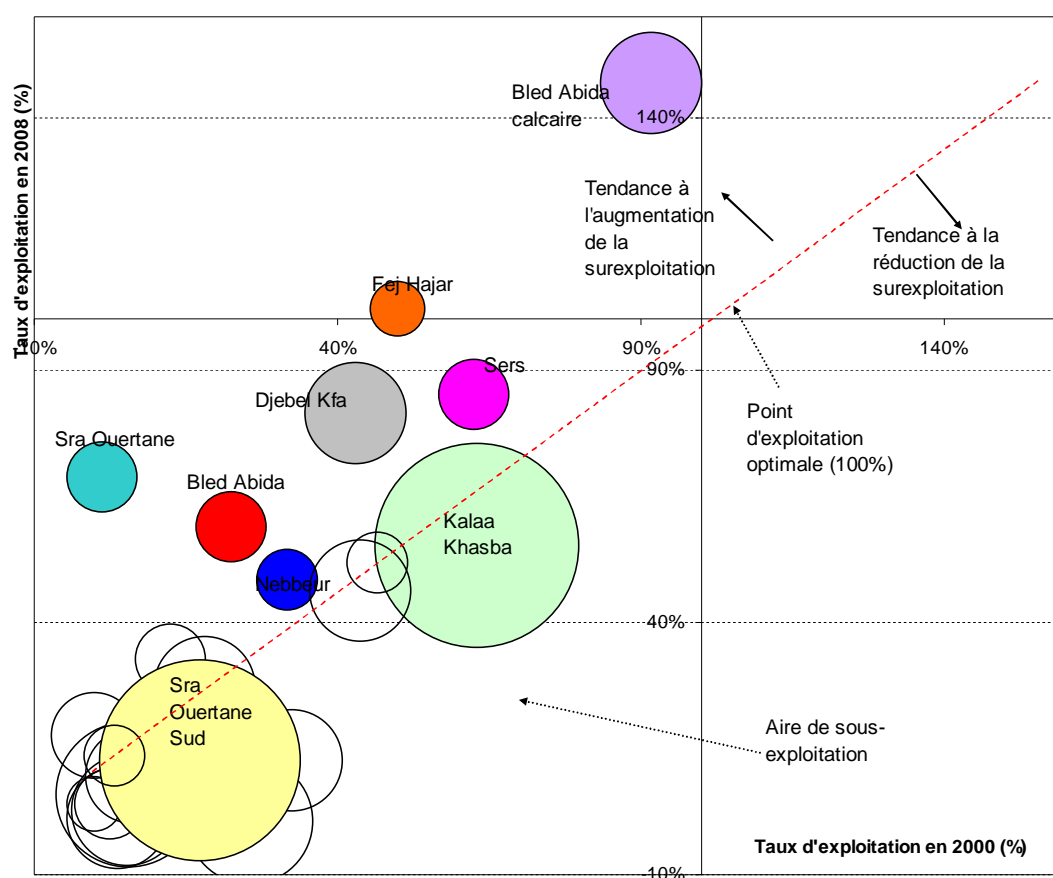 Taux d'exploitation en 2008 (%)
Bled Abida
calcaire
140%
Tendance à
l'augmentation
de la
surexploitation
Tendance à la
réduction de la
surexploitation
Fej Hajar
-10%
40%
90%
140%
Sers
90%
Djebel Kfa
Point
d'exploitation
optimale (100%)
Sra Ouertane
Bled Abida
Kalaa
Khasba
Nebbeur
40%
Sra
Ouertane
Sud
Aire de sous-
exploitation
Taux d'exploitation en 2000 (%)
-10%